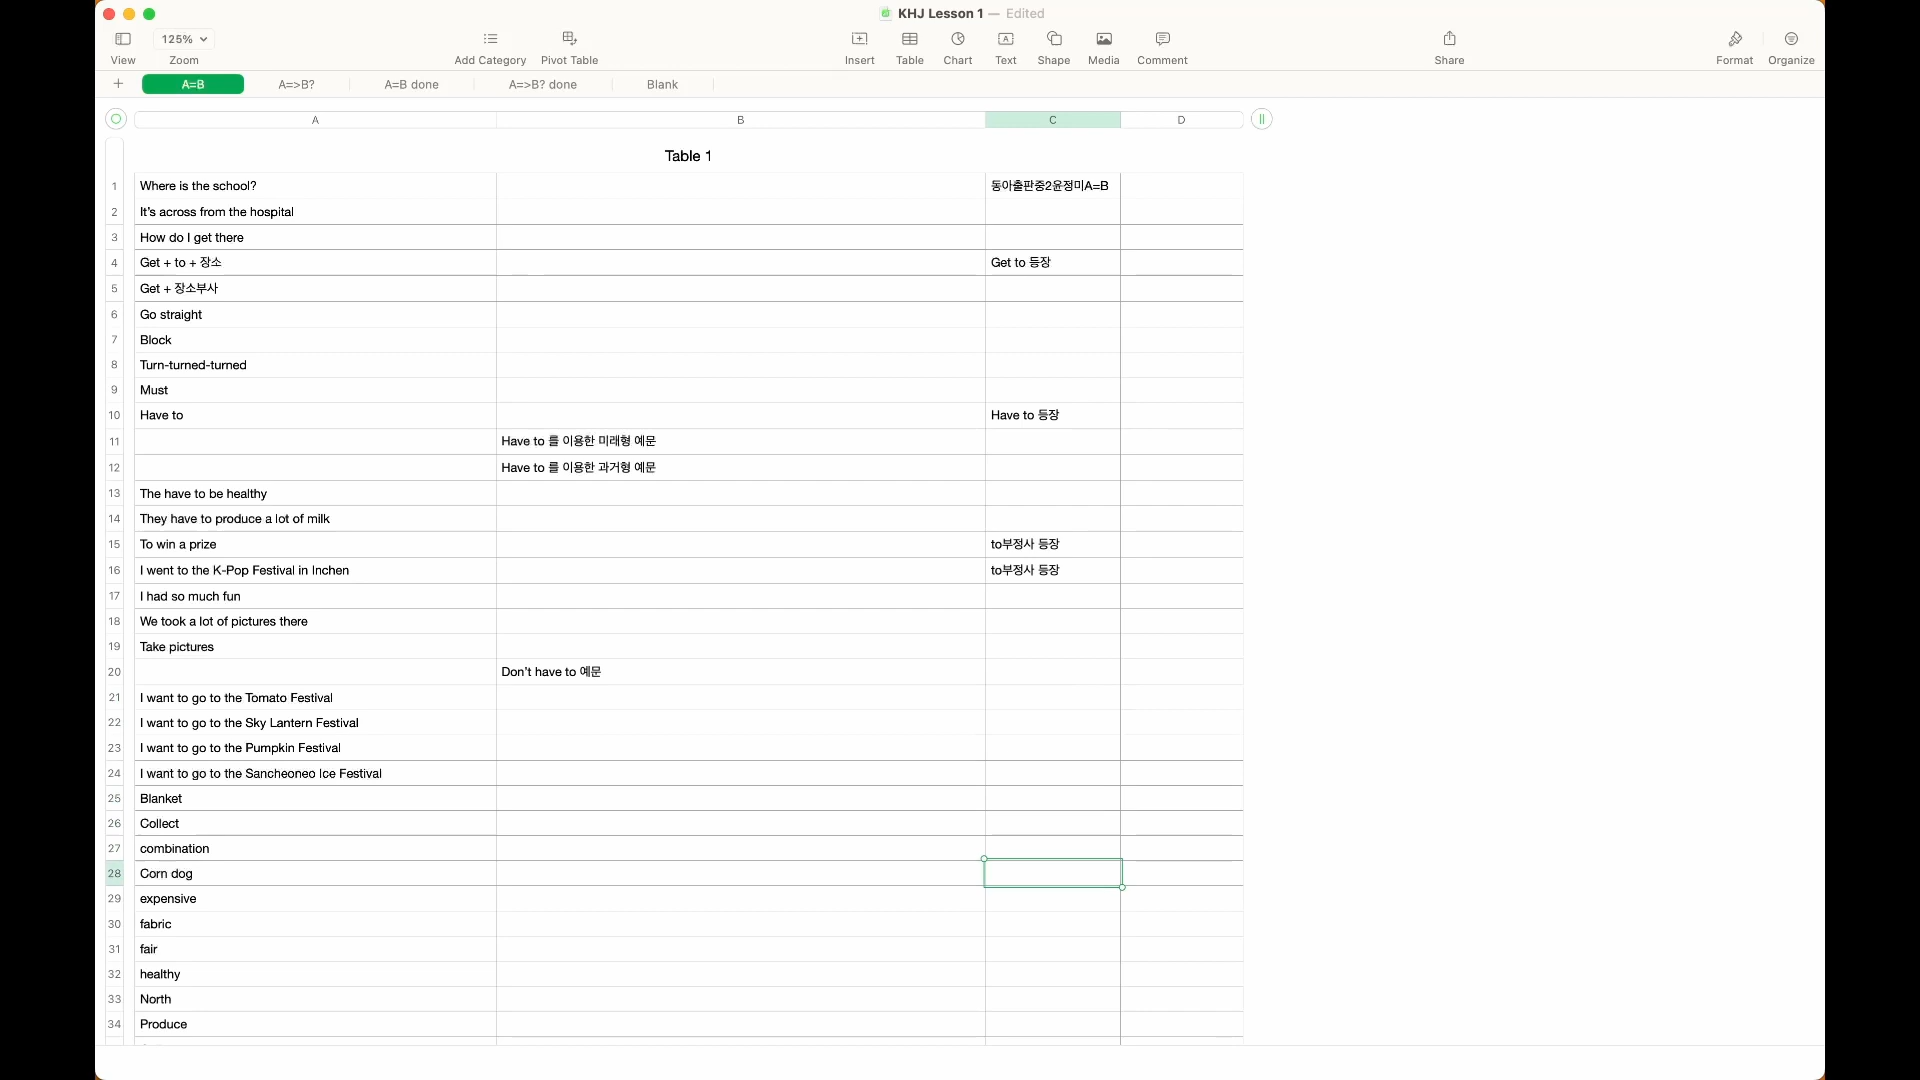 KHJ Lesson 1 — Edited
125%
View
Zoom
Add Category
Pivot Table
Insert
Table
Chart
Text
Shape
Media
Comment
Share
Format
Organize
A=B
A=>B?
A=B done
A=>B? done
Blank
A B C D
Table 1
1 Where is the school? 동아출판중2윤정미A=B
2 It’s across from the hospital
3 How do I get there
4 Get + to + 장소 Get to 등장
5 Get + 장소부사
6 Go straight
7 Block
8 Turn-turned-turned
9 Must
10 Have to Have to 등장
11 Have to 를 이용한 미래형 예문
12 Have to 를 이용한 과거형 예문
13 The have to be healthy
14 They have to produce a lot of milk
15 To win a prize to부정사 등장
16 I went to the K-Pop Festival in Inchen to부정사 등장
17 I had so much fun
18 We took a lot of pictures there
19 Take pictures
20 Don’t have to 예문
21 I want to go to the Tomato Festival
22 I want to go to the Sky Lantern Festival
23 I want to go to the Pumpkin Festival
24 I want to go to the Sancheoneo Ice Festival
25 Blanket
26 Collect
27 combination
28 Corn dog
29 expensive
30 fabric
31 fair
32 healthy
33 North
34 Produce